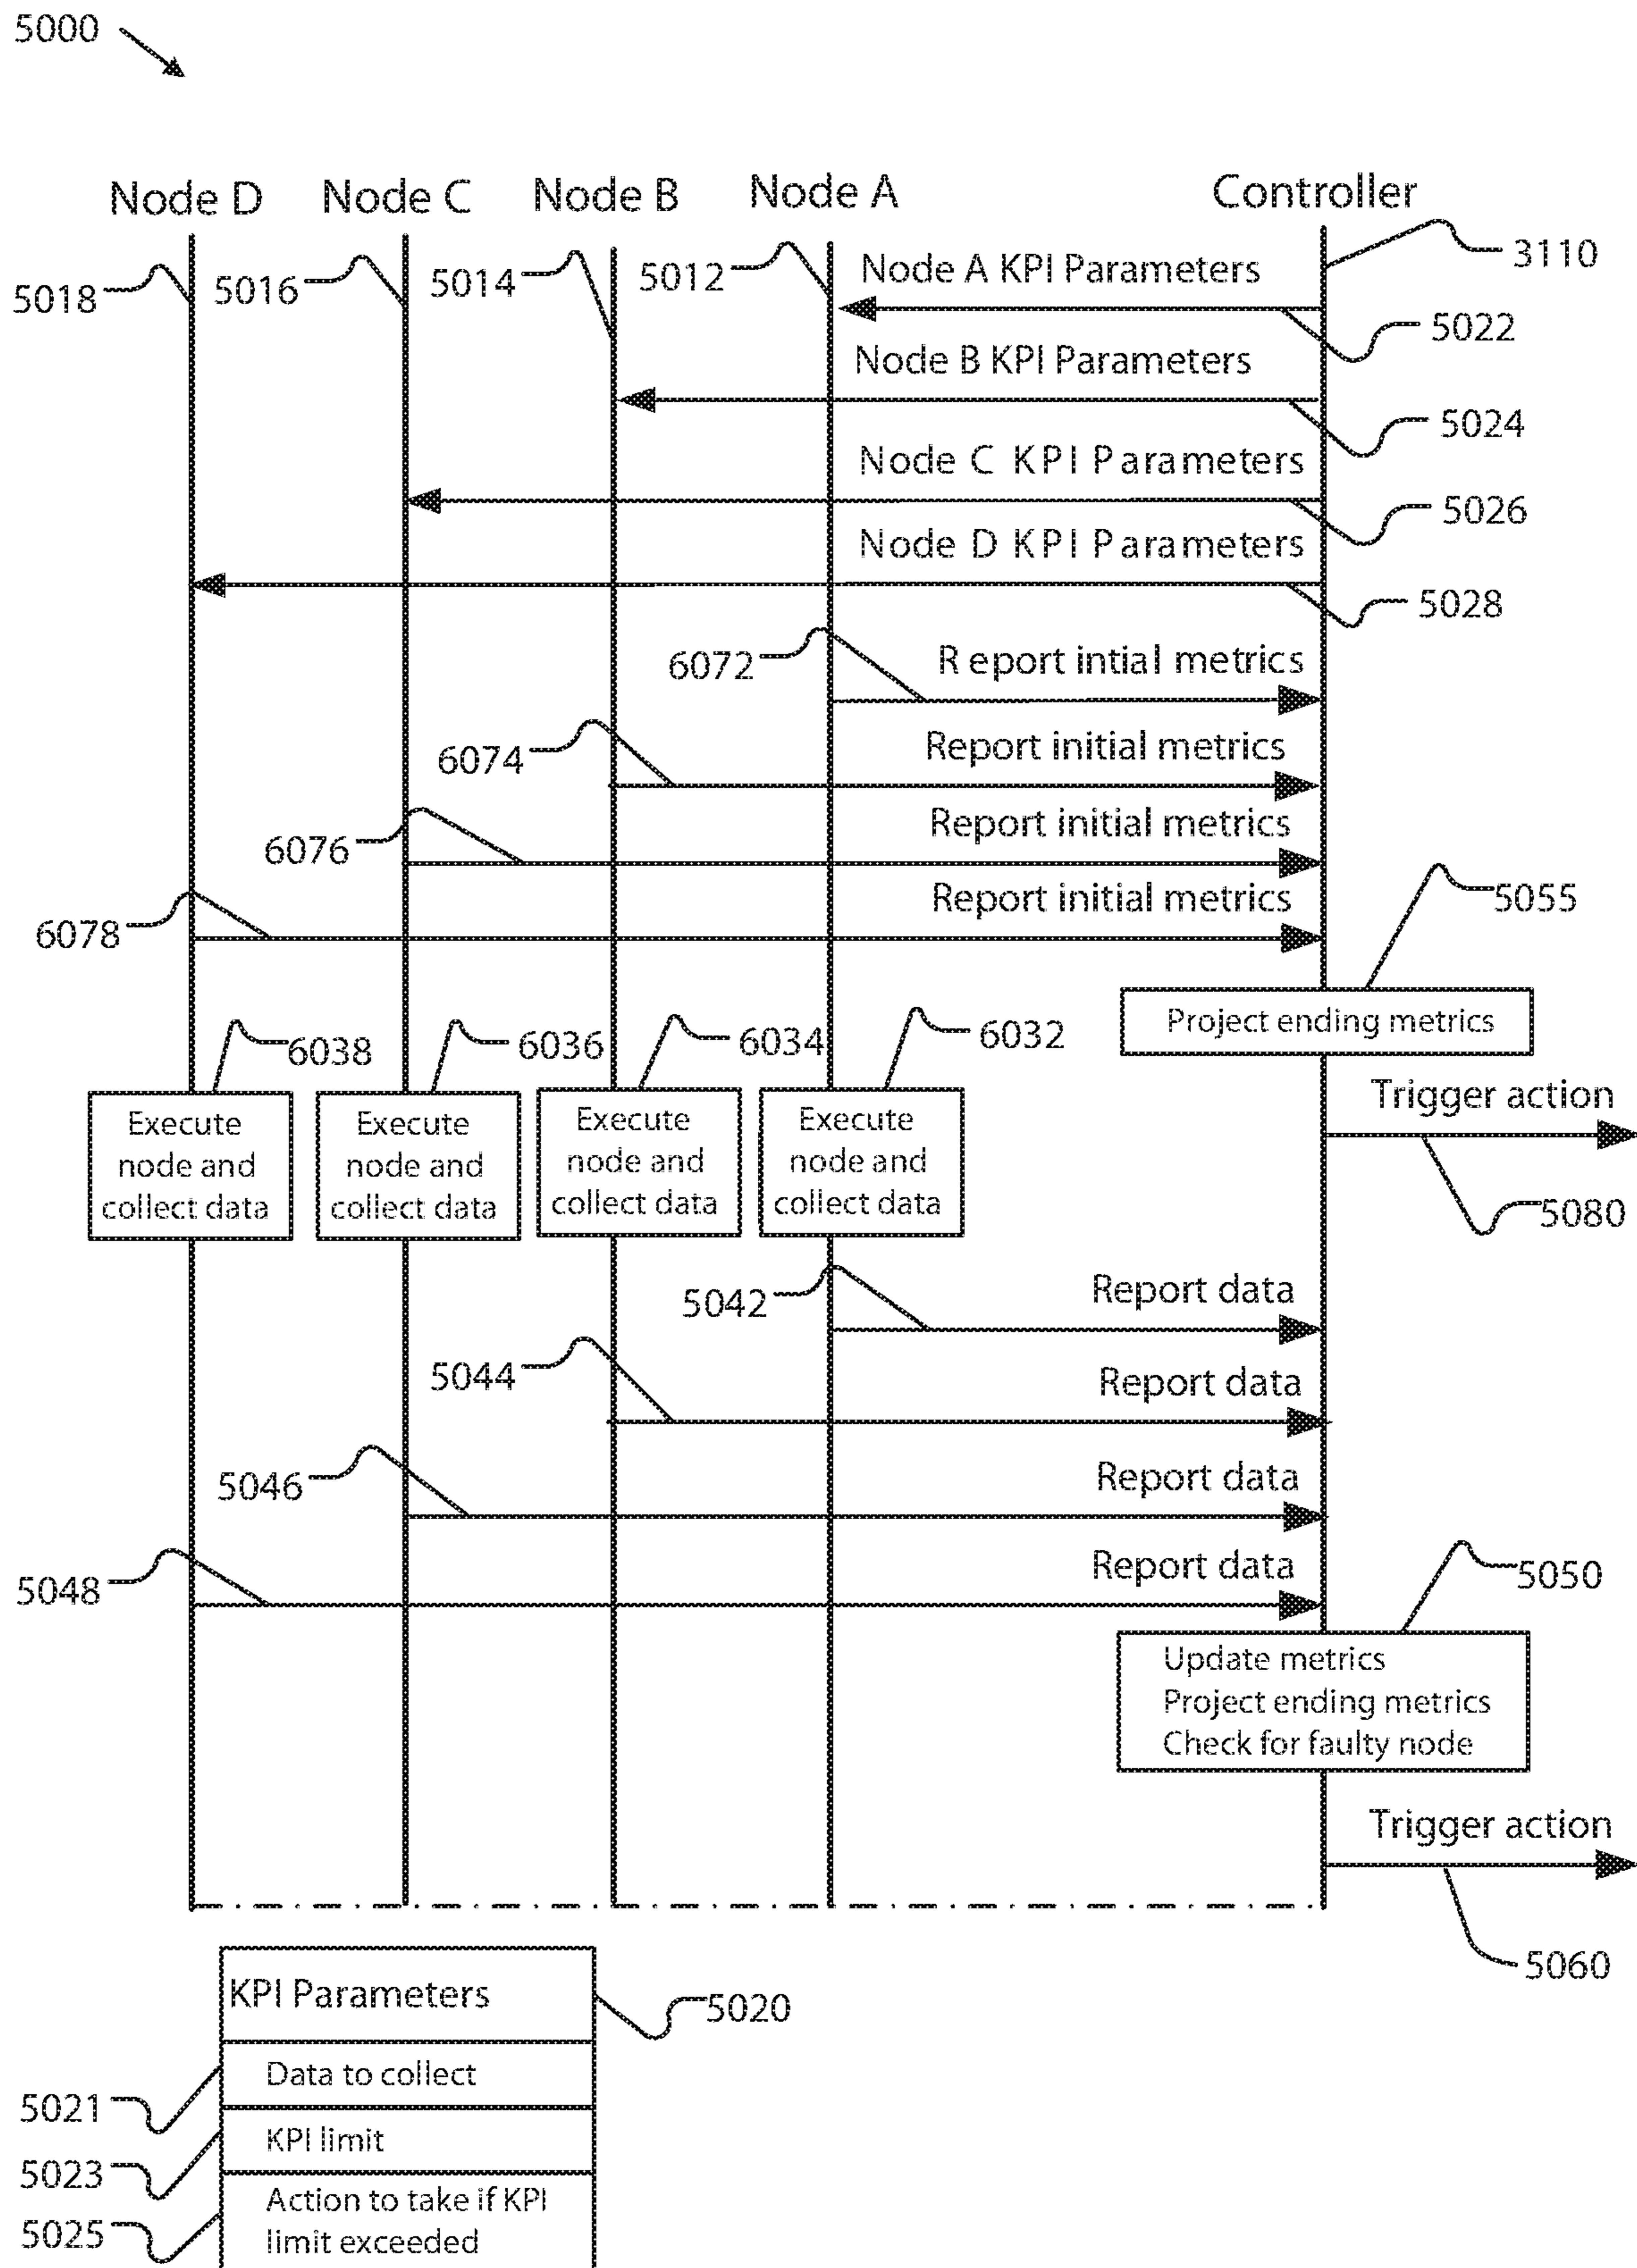 5000
Node D Node C Node B Node A Controller
3110
5018 5016 5014 5012 Node A KPI Parameters
5022
Node B KPI Parameters
5024
Node C KPI Parameters
5026
Node D KPI Parameters
5028
6072 Report intial metrics
6074 Report initial metrics
6076 Report initial metrics
6078 Report initial metrics
5055
Project ending metrics
6038 6036 6034 6032
Trigger action
5080
Execute
node and
collect data
Execute
node and
collect data
Execute
node and
collect data
Execute
node and
collect data
5042 Report data
5044 Report data
5046 Report data
5048 Report data
5050
Update metrics
Project ending metrics
Check for faulty node
Trigger action
5060
KPI Parameters
5020
Data to collect
5021
KPI limit
5023
Action to take if KPI
limit exceeded
5025